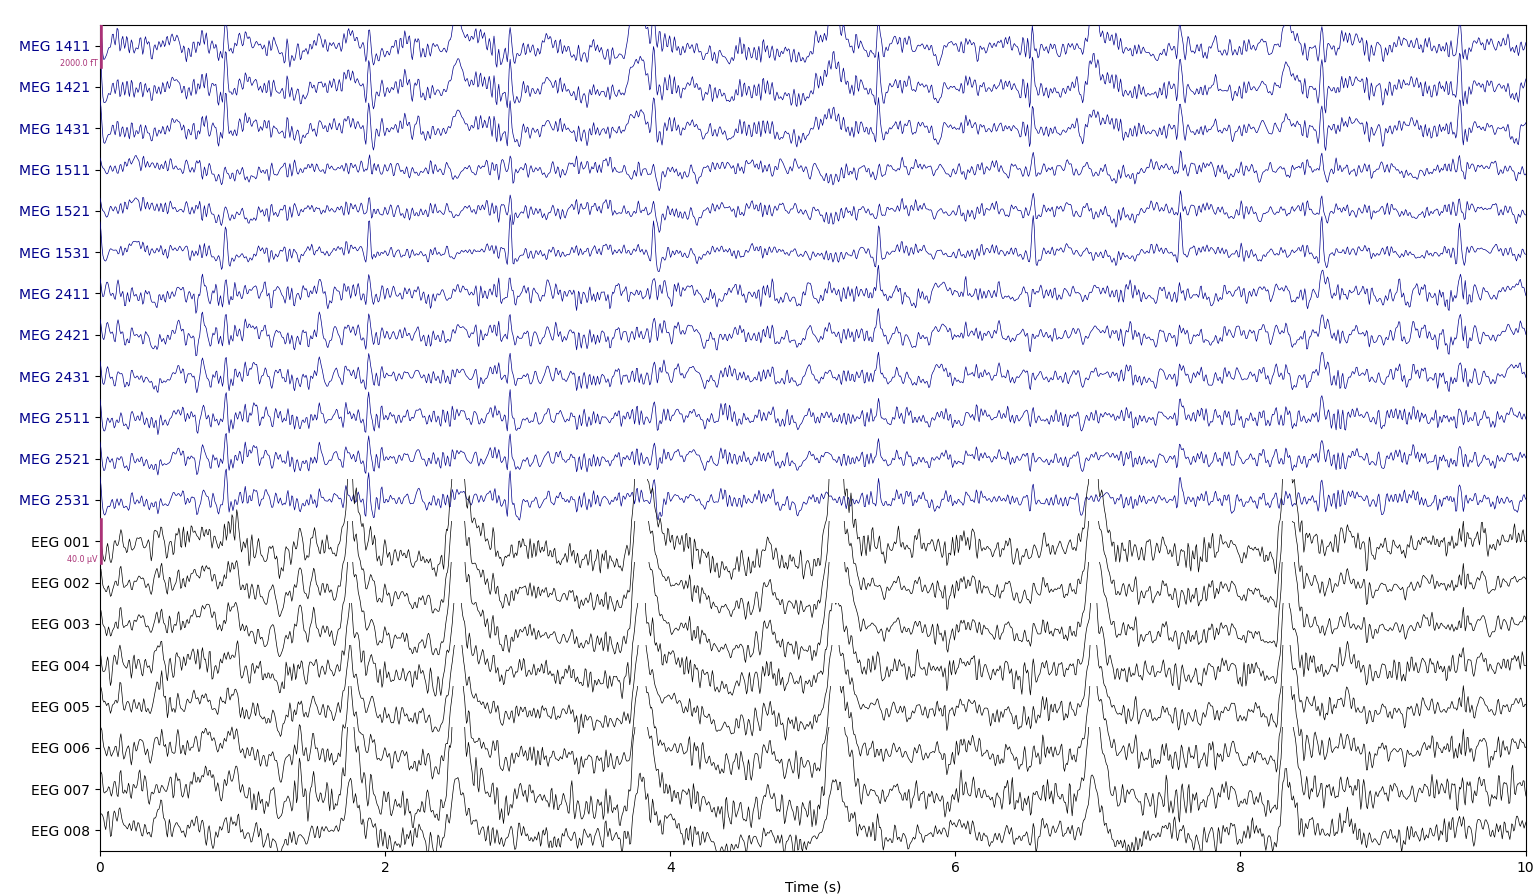 MEG 1411
2000.0 fT
MEG 1421
MEG 1431
MEG 1511
MEG 1521
MEG 1531
MEG 2411
MEG 2421
MEG 2431
MEG 2511
MEG 2521
MEG 2531
EEG 001
40.0 µV
EEG 002
EEG 003
EEG 004
EEG 005
EEG 006
EEG 007
EEG 008
0 2 4 6 8 10
Time (s)